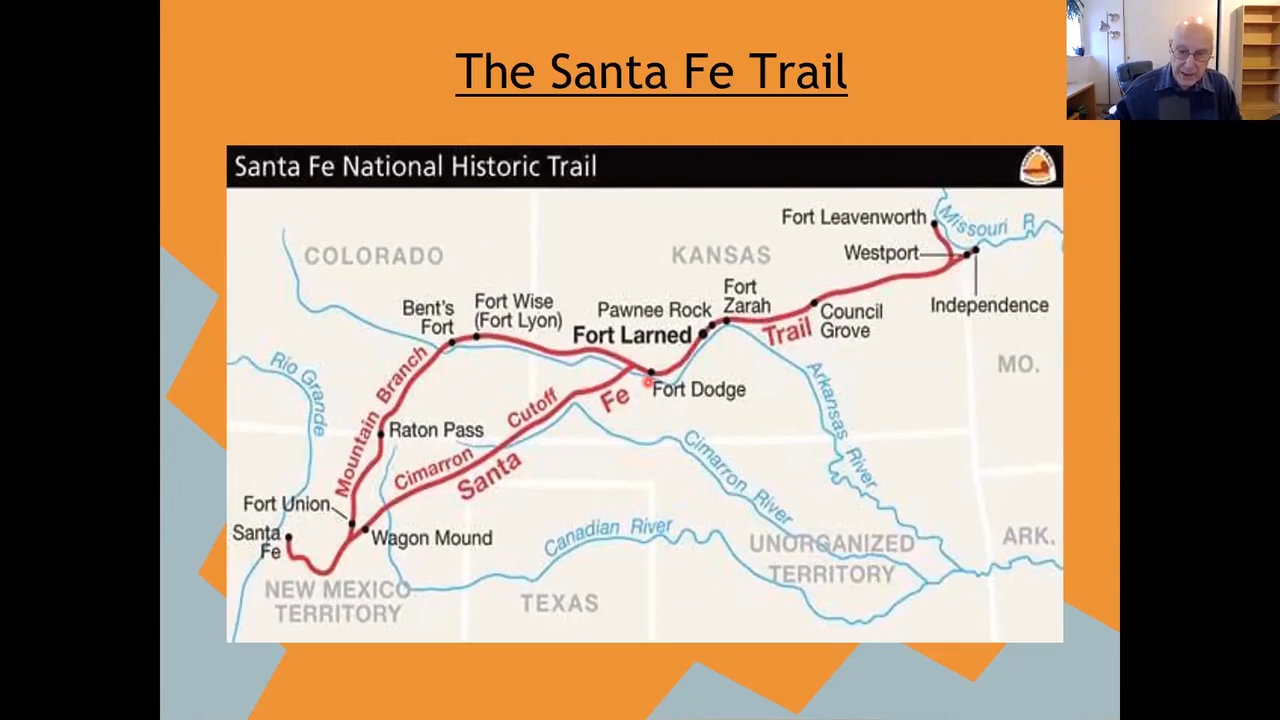 The Santa Fe Trail
Santa Fe National Historic Trail
Fort Leavenworth
Missouri R
COLORADO
KANSAS
Westport
Independence
Fort
Zarah
Pawnee Rock
Fort Larned
Council
Grove
Trail
Bent's
Fort
Fort Wise
(Fort Lyon)
MO.
Rio Grande
Mountain Branch
Fort Dodge
Fe
Cutoff
Arkansas River
Raton Pass
Cimarron
Santa
Cimarron River
Fort Union
Santa
Fe
Wagon Mound
Canadian River
UNORGANIZED
TERRITORY
ARK.
NEW MEXICO
TERRITORY
TEXAS